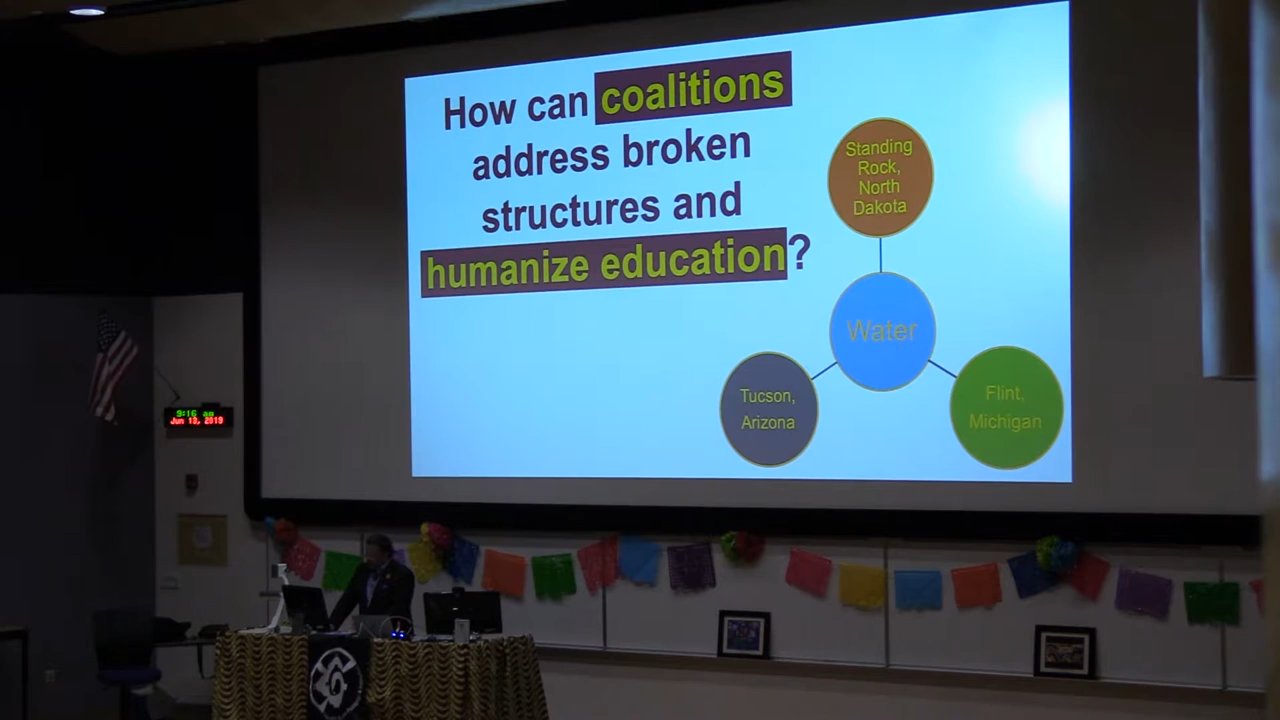 How can coalitions
address broken
structures and
humanize education?
Standing
Rock,
North
Dakota
Water
Tucson,
Arizona
Flint,
Michigan
9:16 am
Jun 13, 2019